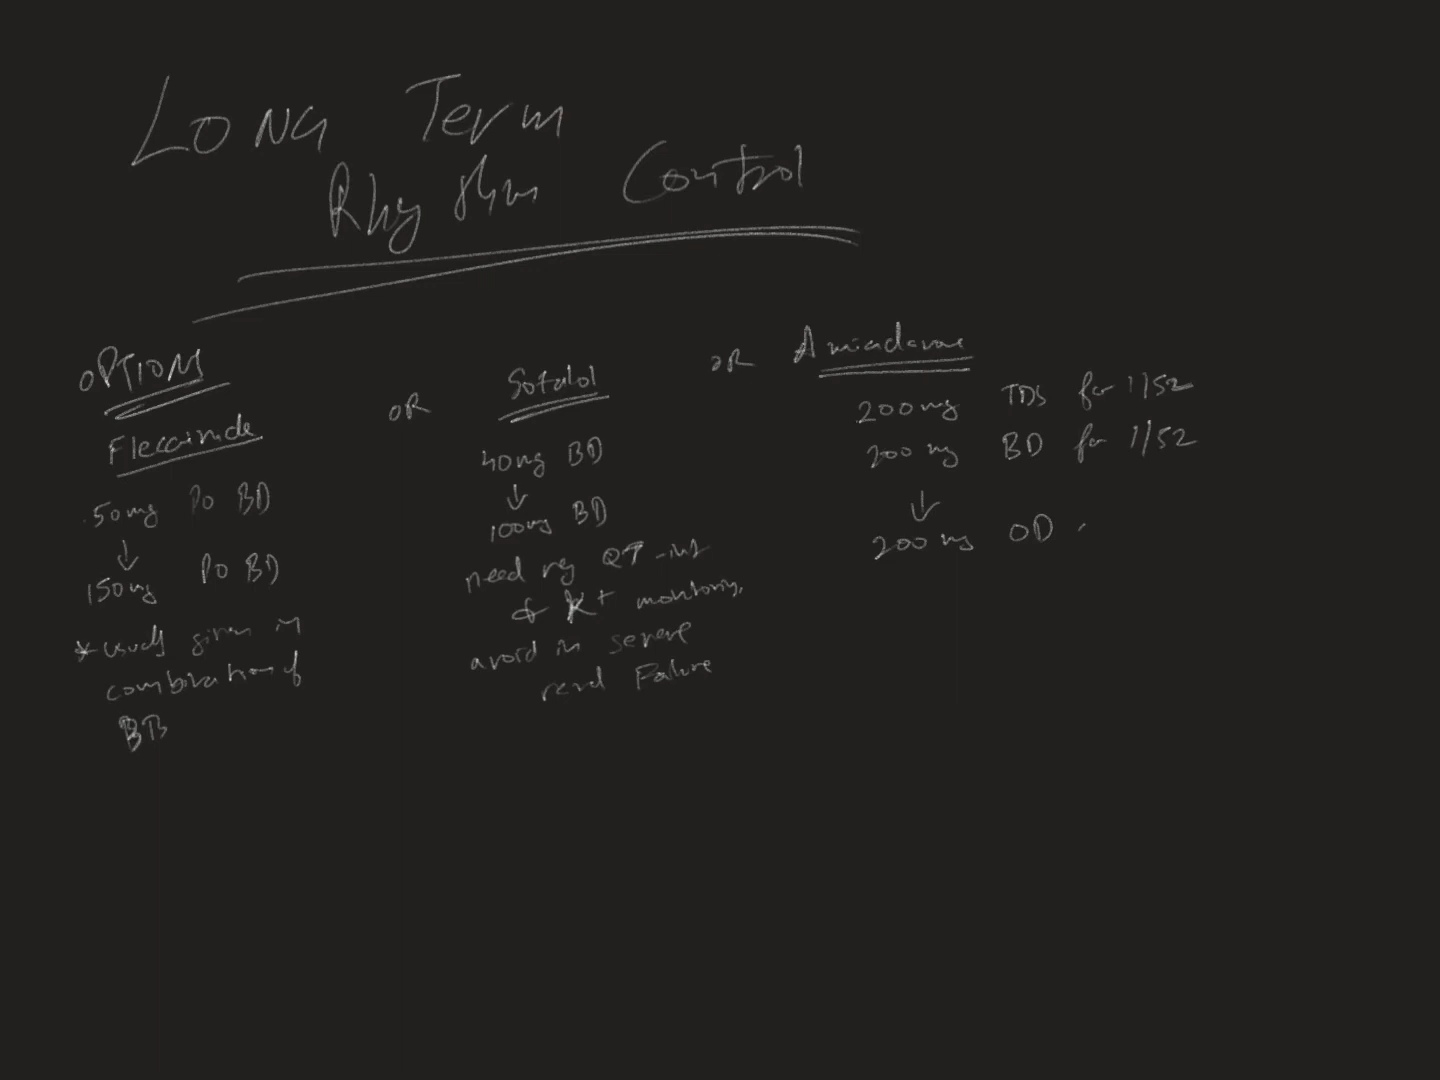 LONG Term
Rhythm Control
OPTIONS
Flecainide
50mg PO BD
↓
150mg PO BD
* usually given in
combination of
BB
OR
Sotalol
40mg BD
↓
100mg BD
need reg QT-int
& K+ monitoring.
avoid in severe
renal Failure
OR
Amiodarone
200mg TDS for 1/52
200mg BD for 1/52
↓
200mg OD